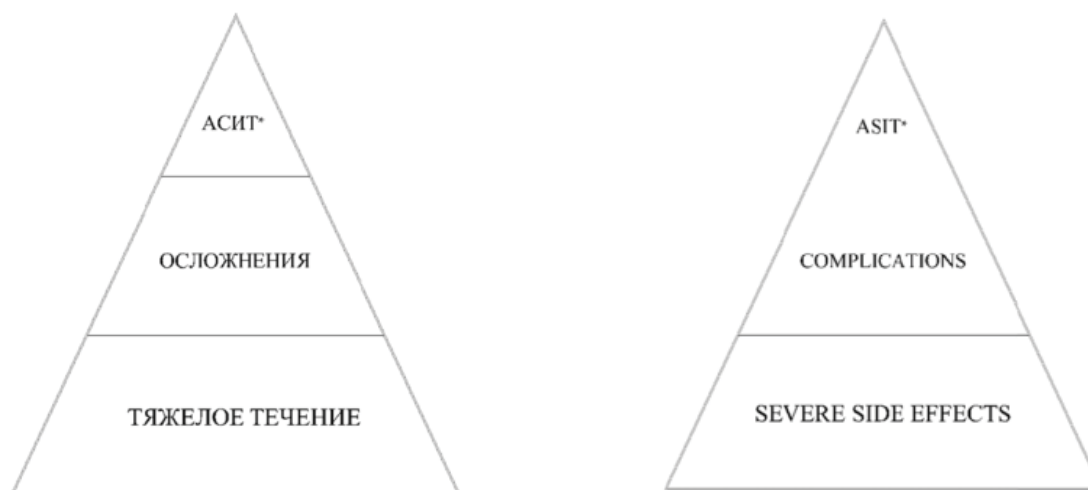 АСИТ*
ОСЛОЖНЕНИЯ
ТЯЖЕЛОЕ ТЕЧЕНИЕ
ASIT*
COMPLICATIONS
SEVERE SIDE EFFECTS